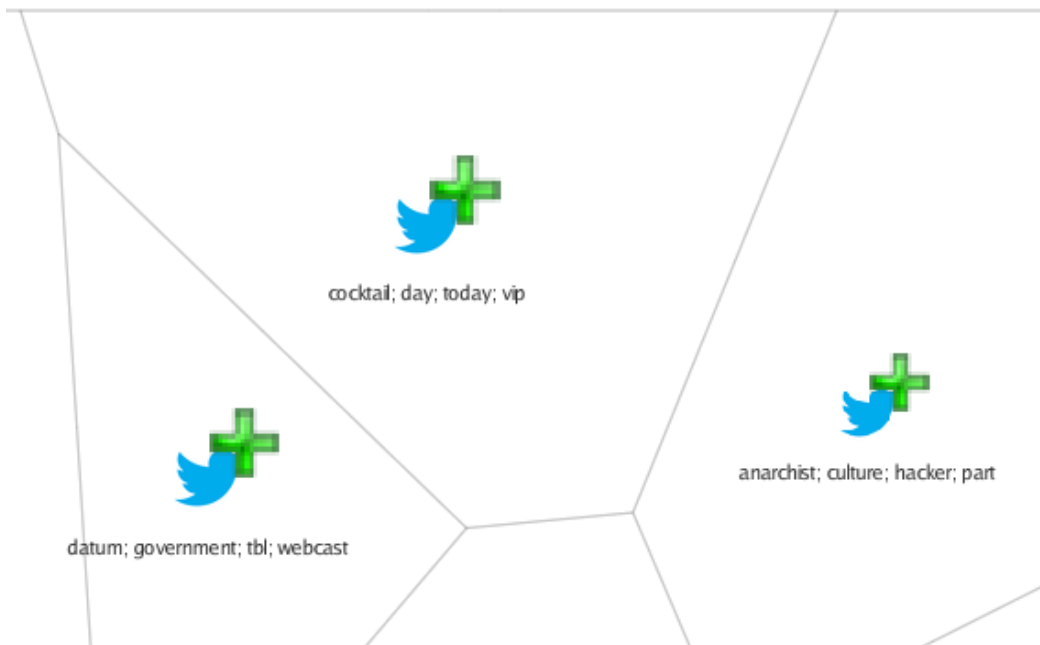 cocktail; day; today; vip
anarchist; culture; hacker; part
datum; government; tbl; webcast